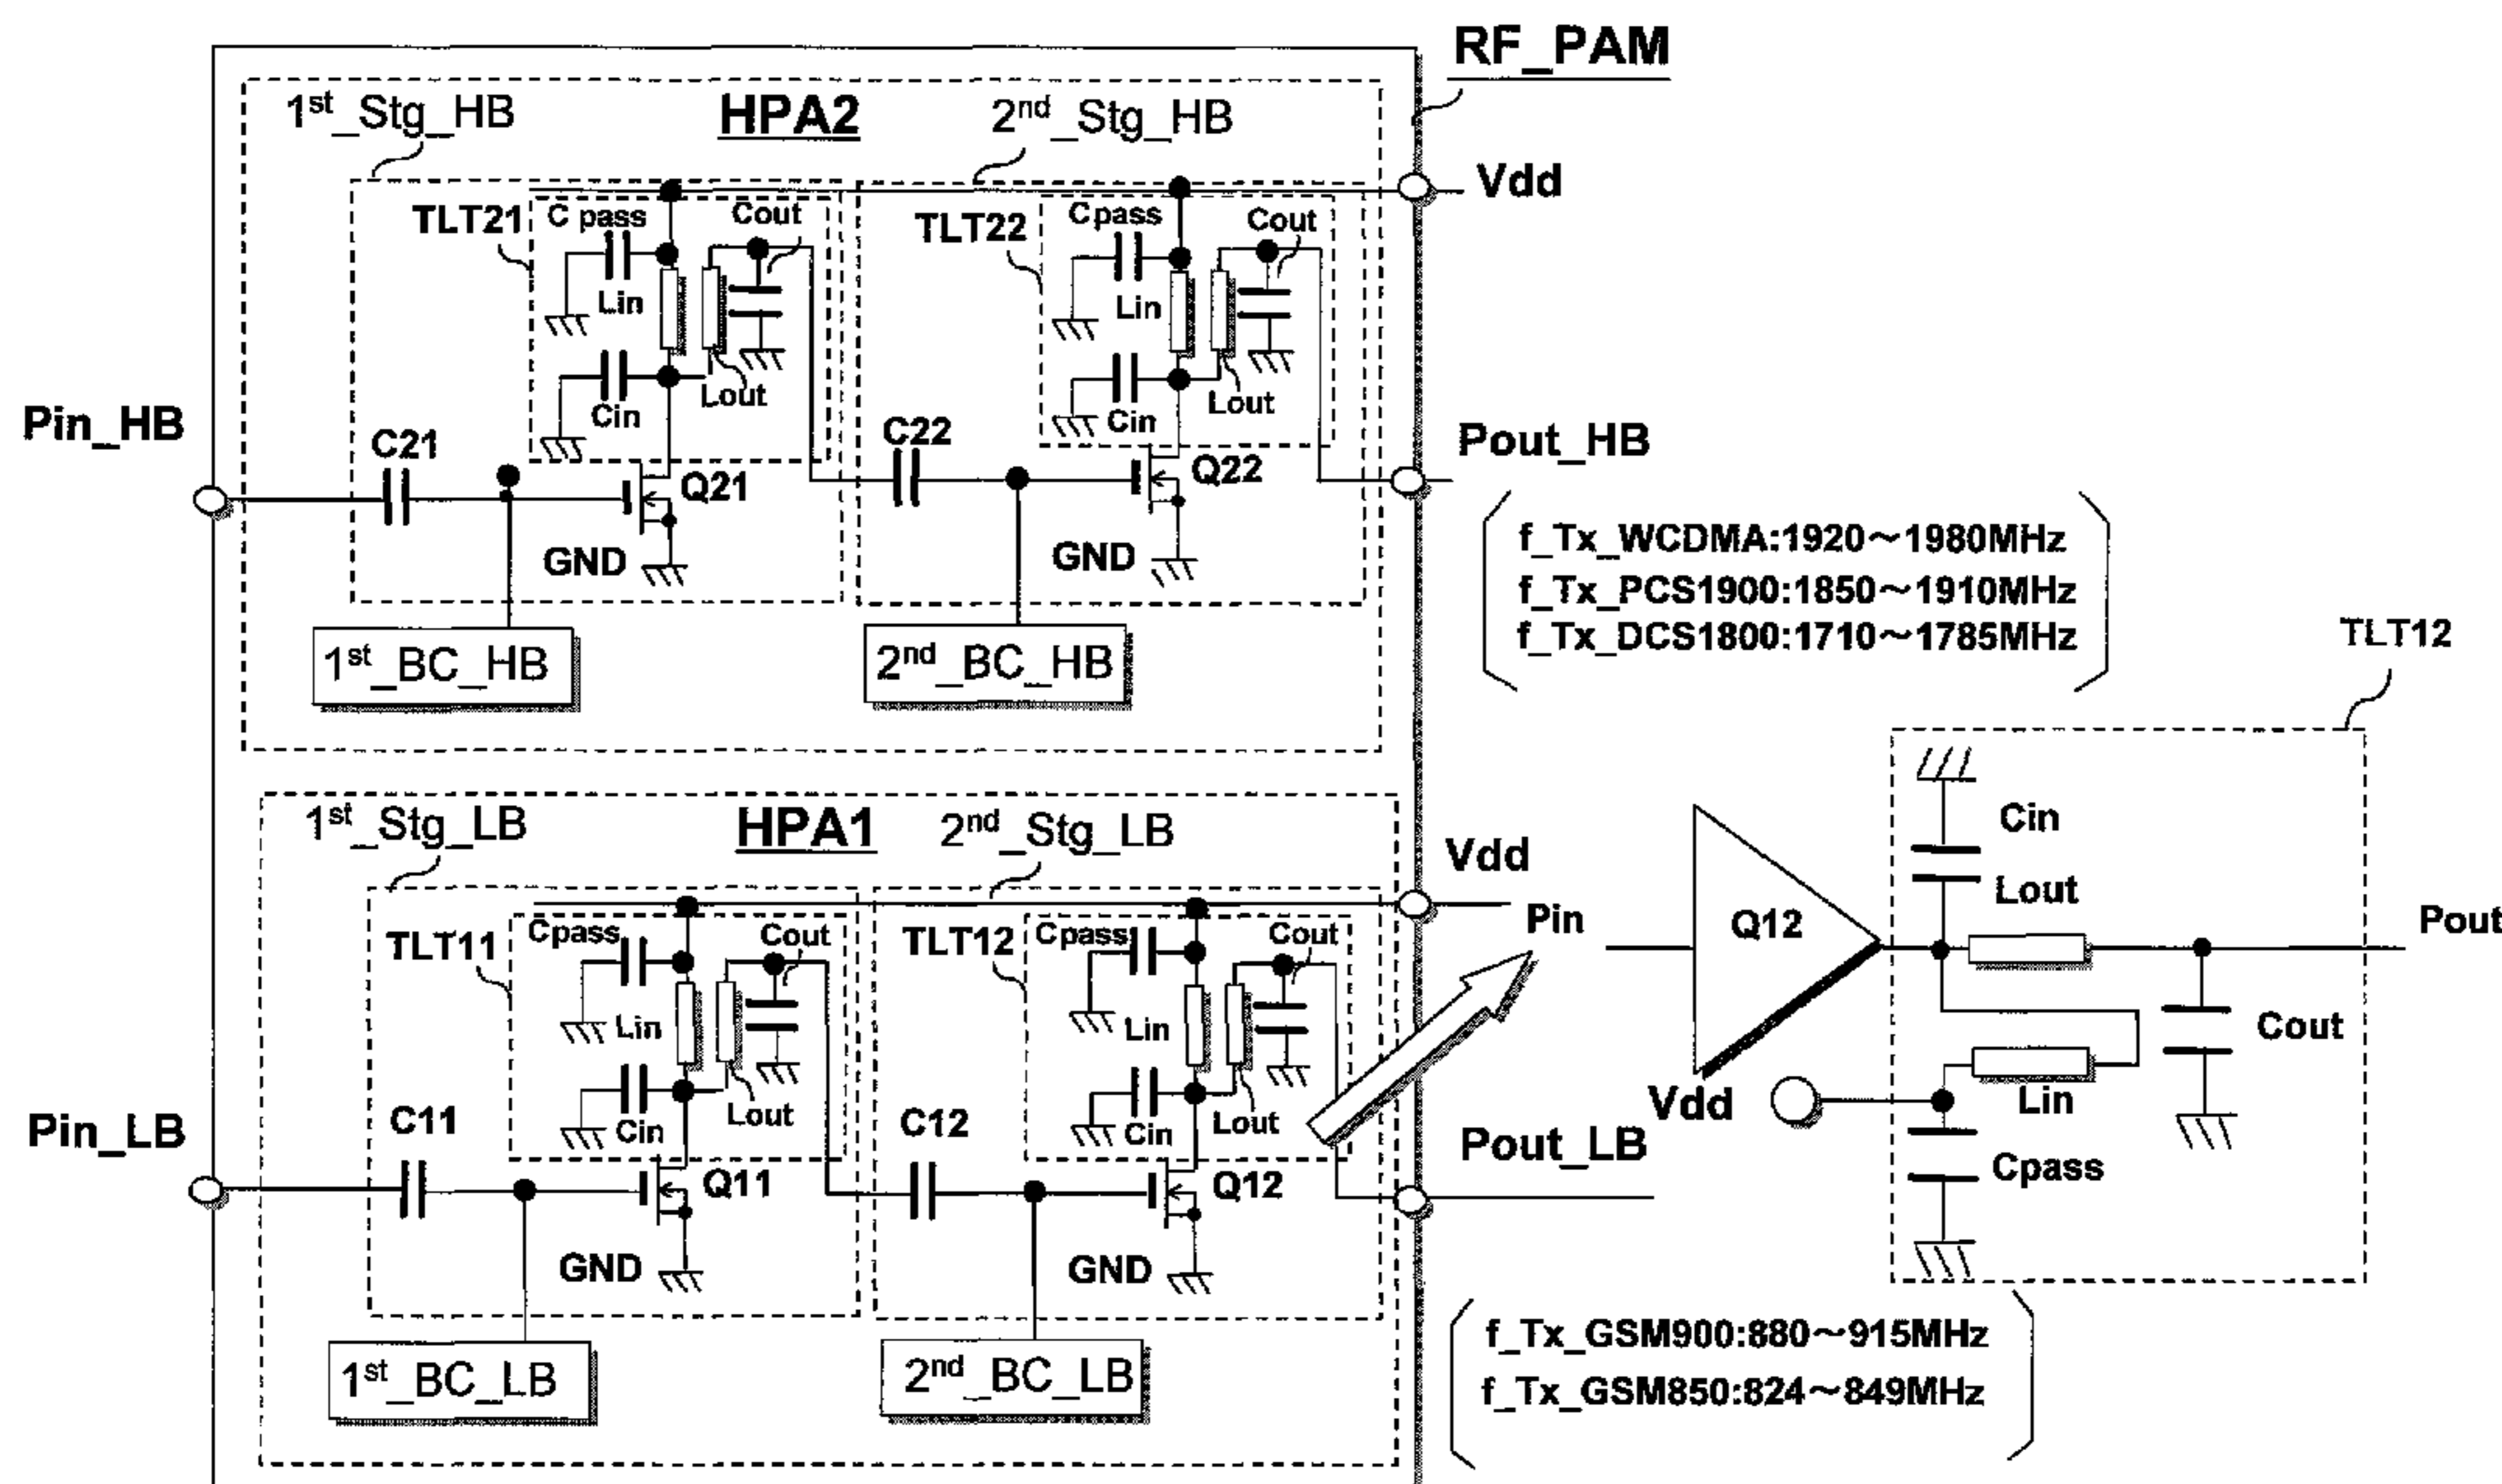 RF_PAM
1st_Stg_HB
HPA2
2nd_Stg_HB
Vdd
TLT21
C pass
Cout
TLT22
Cpass
Cout
Lin
Lin
Cin
Lout
Cin
Lout
Pin_HB
C21
C22
Pout_HB
Q21
Q22
GND
GND
f_Tx_WCDMA:1920～1980MHz
f_Tx_PCS1900:1850～1910MHz
f_Tx_DCS1800:1710～1785MHz
1st_BC_HB
2nd_BC_HB
TLT12
1st_Stg_LB
HPA1
2nd_Stg_LB
Vdd
TLT11
Cpass
Cout
TLT12
Cpass
Cout
Lin
Lin
Cin
Lout
Cin
Lout
Pin_LB
C11
C12
Pout_LB
Q11
Q12
GND
GND
1st_BC_LB
2nd_BC_LB
Pin
Q12
Cin
Lout
Pout
Cout
Vdd
Lin
Cpass
f_Tx_GSM900:880～915MHz
f_Tx_GSM850:824～849MHz